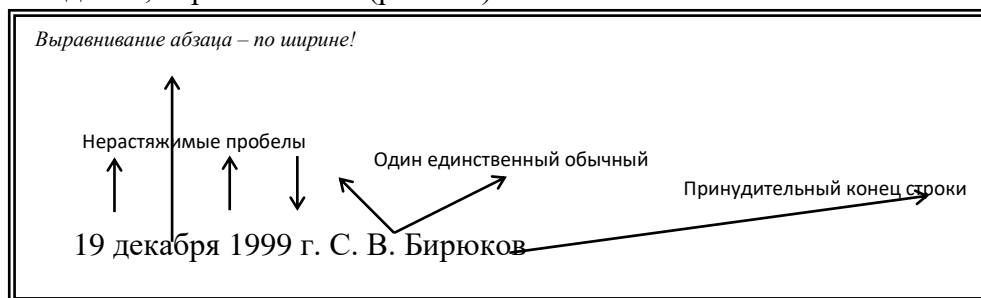 Выравнивание абзаца – по ширине!
Нерастяжимые пробелы
Один единственный обычный
Принудительный конец строки
19 декабря 1999 г. С. В. Бирюков